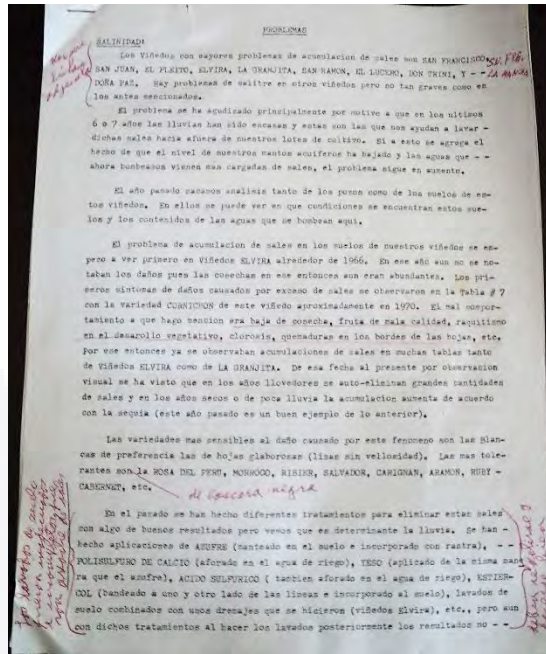 PROBLEMAS
SALINIDAD:
Los Viñedos con mayores problemas de acumulacion de sales son SAN FRANCISCO,
SAN JUAN, EL PLEITO, ELVIRA, LA GRANJITA, SAN RAMON, EL LUCERO, DON TRINI, Y - -
DOÑA PAZ. Hay problemas de salitre en otros viñedos pero no tan graves como en
los antes mencionados.
El problema se ha agudizado principalmente por motivo a que en los ultimos
6 o 7 años las lluvias han sido escasas y estas son las que nos ayudan a lavar -
dichas sales hacia afuera de nuestros lotes de cultivo. Si a esto se agrega el
hecho de que el nivel de nuestros mantos acuiferos ha bajado y las aguas que - -
ahora bombeamos vienen mas cargadas de sales, el problema sigue en aumento.
El año pasado sacamos analisis tanto de los pozos como de los suelos de es-
tos viñedos. En ellos se puede ver en que condiciones se encuentran estos sue-
los y los contenidos de las aguas que se bombean aqui.
El problema de acumulacion de sales en los suelos de nuestros viñedos se em-
pezo a ver primero en Viñedos ELVIRA alrededor de 1966. En ese año aun no se no-
taban los daños pues las cosechas en ese entonces aun eran abundantes. Los pri-
meros sintomas de daños causados por exceso de sales se observaron en la Tabla # 7
con la variedad CORNICHON de este viñedo aproximadamente en 1970. El mal compor-
tamiento a que hago mencion era baja de cosecha, fruta de mala calidad, raquitismo
en el desarrollo vegetativo, clorosis, quemaduras en los bordes de las hojas, etc.
Por ese entonces ya se observaban acumulaciones de sales en muchas tablas tanto
de Viñedos ELVIRA como de LA GRANJITA. De esa fecha al presente por observacion
visual se ha visto que en los años llovedores se auto-eliminan grandes cantidades
de sales y en los años secos o de poca lluvia la acumulacion aumenta de acuerdo
con la sequia (este año pasado es un buen ejemplo de lo anterior).
Las variedades mas sensibles al daño causado por este fenomeno son las Blan-
cas de preferencia las de hojas glaborosas (lisas sin vellosidad). Las mas tole-
rantes son la ROSA DEL PERU, MORROCO, RIBIER, SALVADOR, CARIGNAN, ARAMON, RUBY -
CABERNET, etc.
de cascara negra
En el pasado se han hecho diferentes tratamientos para eliminar estas sales
con algo de buenos resultados pero vemos que es determinante la lluvia. Se han -
hecho aplicaciones de AZUFRE (manteado en el suelo e incorporado con rastra), - -
POLISULFURO DE CALCIO (aforado en el agua de riego), YESO (aplicado de la misma mane
ra que el azufre), ACIDO SULFURICO ( tambien aforado en el agua de riego), ESTIER-
COL (bandeado a uno y otro lado de las lineas e incorporado al suelo), lavados de
suelo combinados con unos drenajes que se hicieron (viñedos Elvira), etc., pero aun
con dichos tratamientos al hacer los lavados posteriormente los resultados no - -